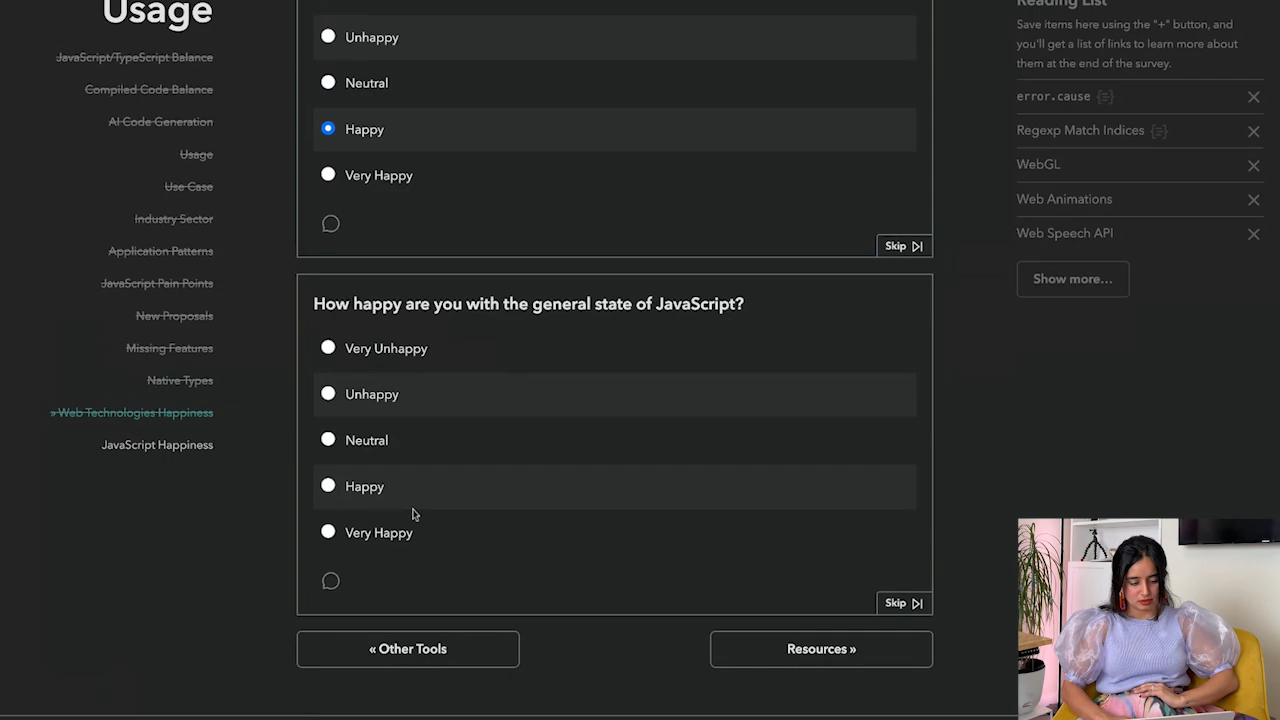 Usage
JavaScript/TypeScript Balance
Compiled Code Balance
AI Code Generation
Usage
Use Case
Industry Sector
Application Patterns
JavaScript Pain Points
New Proposals
Missing Features
Native Types
» Web Technologies Happiness
JavaScript Happiness
Unhappy
Neutral
Happy
Very Happy
Skip
How happy are you with the general state of JavaScript?
Very Unhappy
Unhappy
Neutral
Happy
Very Happy
Skip
« Other Tools
Resources »
Reading List
Save items here using the "+" button, and
you'll get a list of links to learn more about
them at the end of the survey.
error.cause
Regexp Match Indices
WebGL
Web Animations
Web Speech API
Show more...